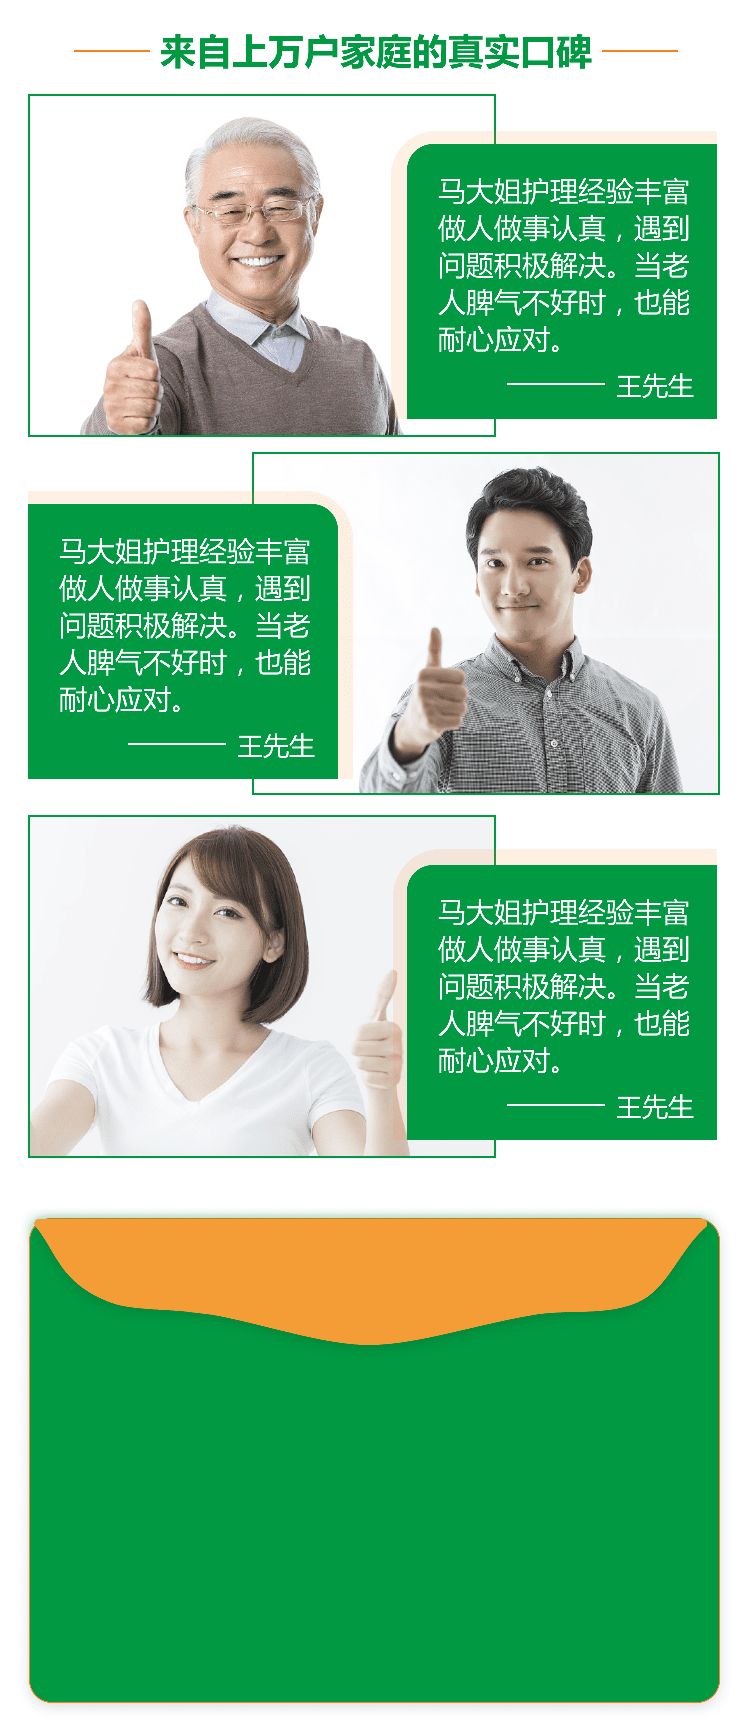 来自上万户家庭的真实口碑
马大姐护理经验丰富
做人做事认真，遇到
问题积极解决。当老
人脾气不好时，也能
耐心应对。
——— 王先生
马大姐护理经验丰富
做人做事认真，遇到
问题积极解决。当老
人脾气不好时，也能
耐心应对。
——— 王先生
马大姐护理经验丰富
做人做事认真，遇到
问题积极解决。当老
人脾气不好时，也能
耐心应对。
——— 王先生